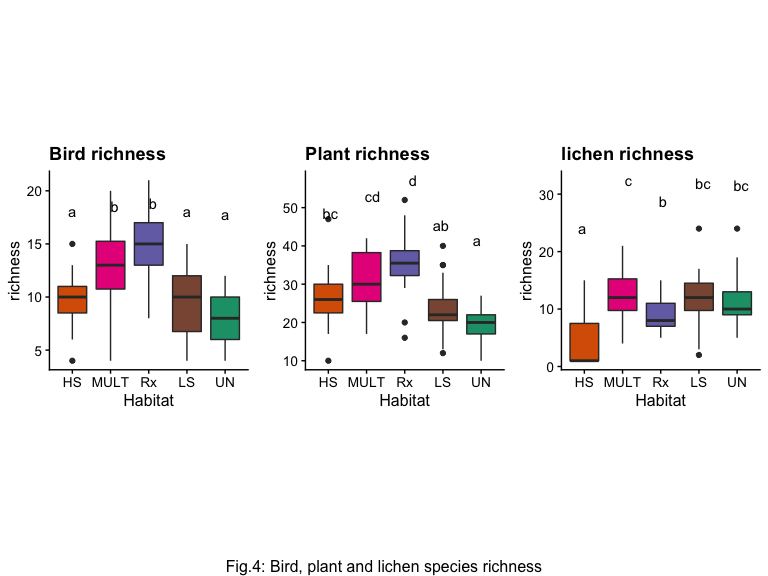 Bird richness
Plant richness
lichen richness
richness
20
15
10
5
a
b
b
a
a
HS MULT Rx LS UN
Habitat
richness
50
40
30
20
10
bc
cd
d
ab
a
HS MULT Rx LS UN
Habitat
richness
30
20
10
0
a
c
b
bc
bc
HS MULT Rx LS UN
Habitat
Fig.4: Bird, plant and lichen species richness